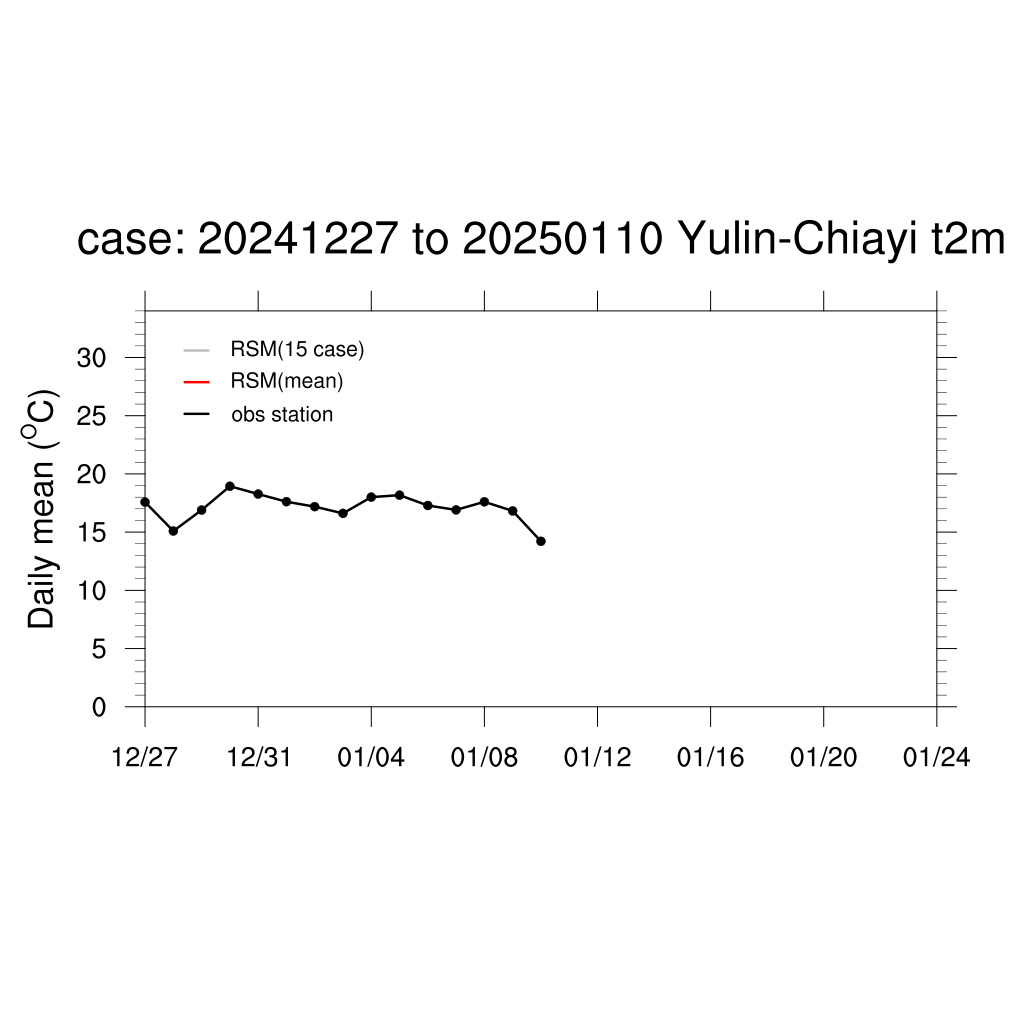 case: 20241227 to 20250110 Yulin-Chiayi t2m
RSM(15 case)
RSM(mean)
obs station
Daily mean (°C)
30
25
20
15
10
5
0
12/27 12/31 01/04 01/08 01/12 01/16 01/20 01/24